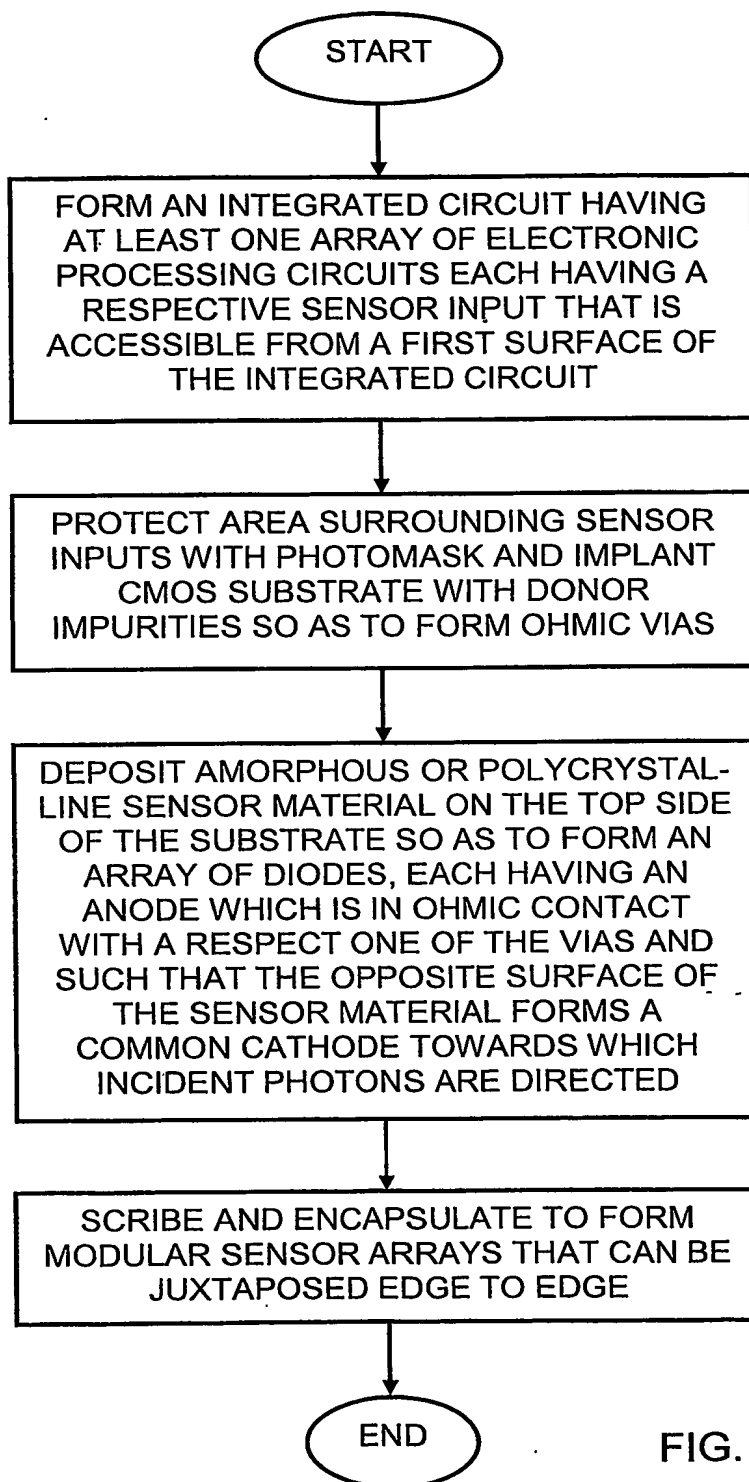 START
FORM AN INTEGRATED CIRCUIT HAVING
AT LEAST ONE ARRAY OF ELECTRONIC
PROCESSING CIRCUITS EACH HAVING A
RESPECTIVE SENSOR INPUT THAT IS
ACCESSIBLE FROM A FIRST SURFACE OF
THE INTEGRATED CIRCUIT
PROTECT AREA SURROUNDING SENSOR
INPUTS WITH PHOTOMASK AND IMPLANT
CMOS SUBSTRATE WITH DONOR
IMPURITIES SO AS TO FORM OHMIC VIAS
DEPOSIT AMORPHOUS OR POLYCRYSTAL-
LINE SENSOR MATERIAL ON THE TOP SIDE
OF THE SUBSTRATE SO AS TO FORM AN
ARRAY OF DIODES, EACH HAVING AN
ANODE WHICH IS IN OHMIC CONTACT
WITH A RESPECT ONE OF THE VIAS AND
SUCH THAT THE OPPOSITE SURFACE OF
THE SENSOR MATERIAL FORMS A
COMMON CATHODE TOWARDS WHICH
INCIDENT PHOTONS ARE DIRECTED
SCRIBE AND ENCAPSULATE TO FORM
MODULAR SENSOR ARRAYS THAT CAN BE
JUXTAPOSED EDGE TO EDGE
END
FIG.